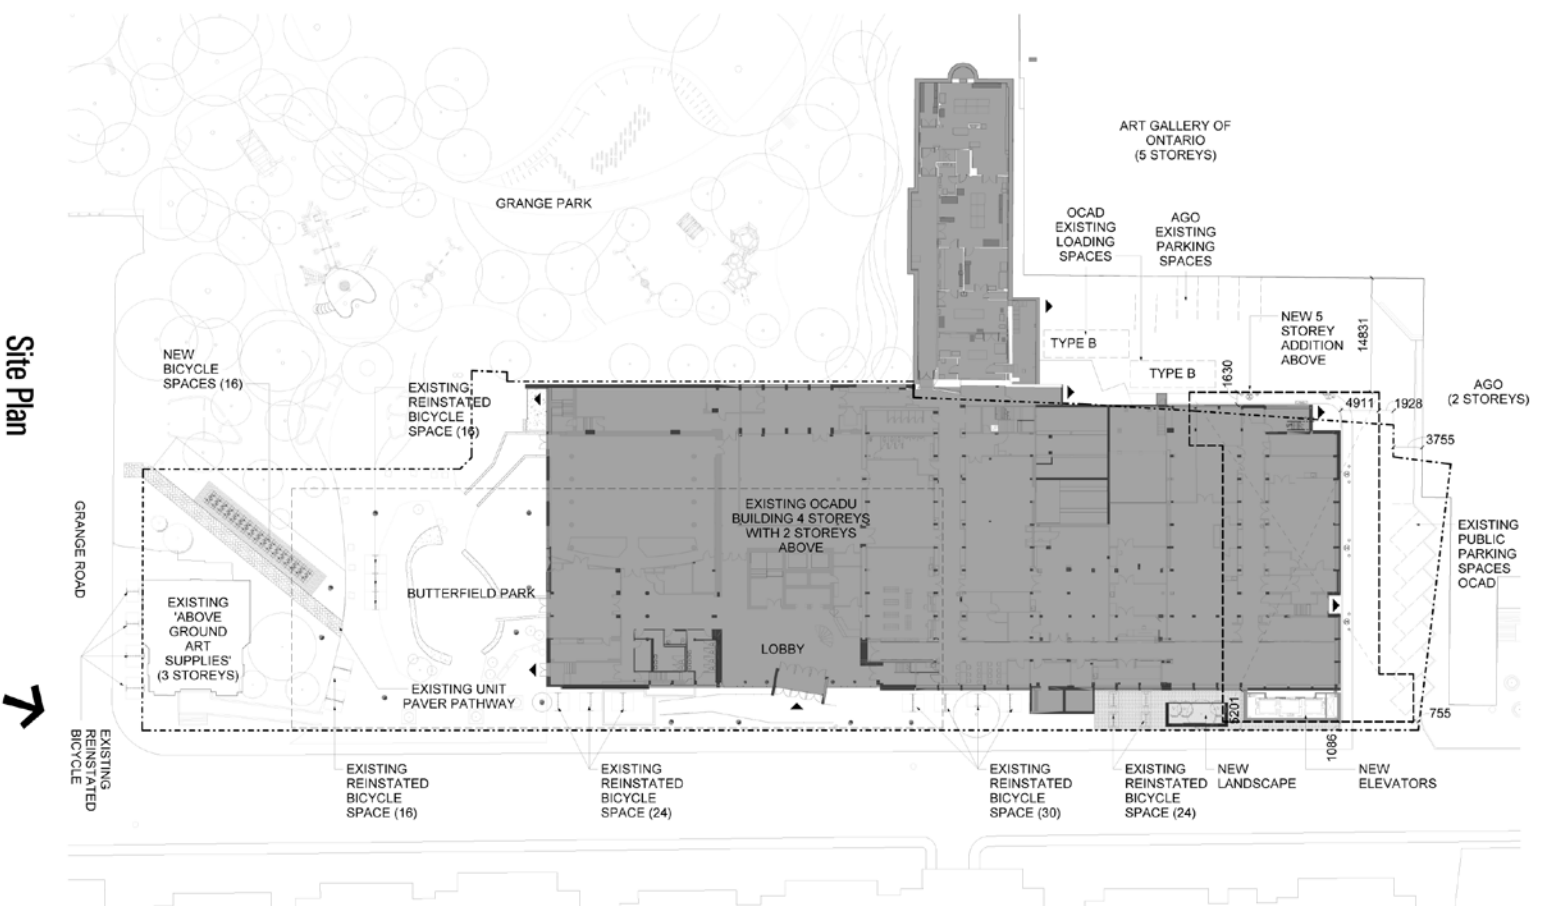 Site Plan
GRANGE PARK
ART GALLERY OF
ONTARIO
(5 STOREYS)
OCAD
EXISTING
LOADING
SPACES
AGO
EXISTING
PARKING
SPACES
NEW 5
STOREY
ADDITION
ABOVE
14831
TYPE B
TYPE B
1630
NEW
BICYCLE
SPACES (16)
EXISTING
REINSTATED
BICYCLE
SPACE (16)
4911
1928
AGO
(2 STOREYS)
3755
GRANGE ROAD
EXISTING OCADU
BUILDING 4 STOREYS
WITH 2 STOREYS
ABOVE
EXISTING
PUBLIC
PARKING
SPACES
OCAD
BUTTERFIELD PARK
EXISTING
'ABOVE
GROUND
ART
SUPPLIES'
(3 STOREYS)
LOBBY
EXISTING UNIT
PAVER PATHWAY
5201
755
1086
EXISTING
REINSTATED
BICYCLE
EXISTING
REINSTATED
BICYCLE
SPACE (16)
EXISTING
REINSTATED
BICYCLE
SPACE (24)
EXISTING
REINSTATED
BICYCLE
SPACE (30)
EXISTING
REINSTATED
BICYCLE
SPACE (24)
NEW
LANDSCAPE
NEW
ELEVATORS